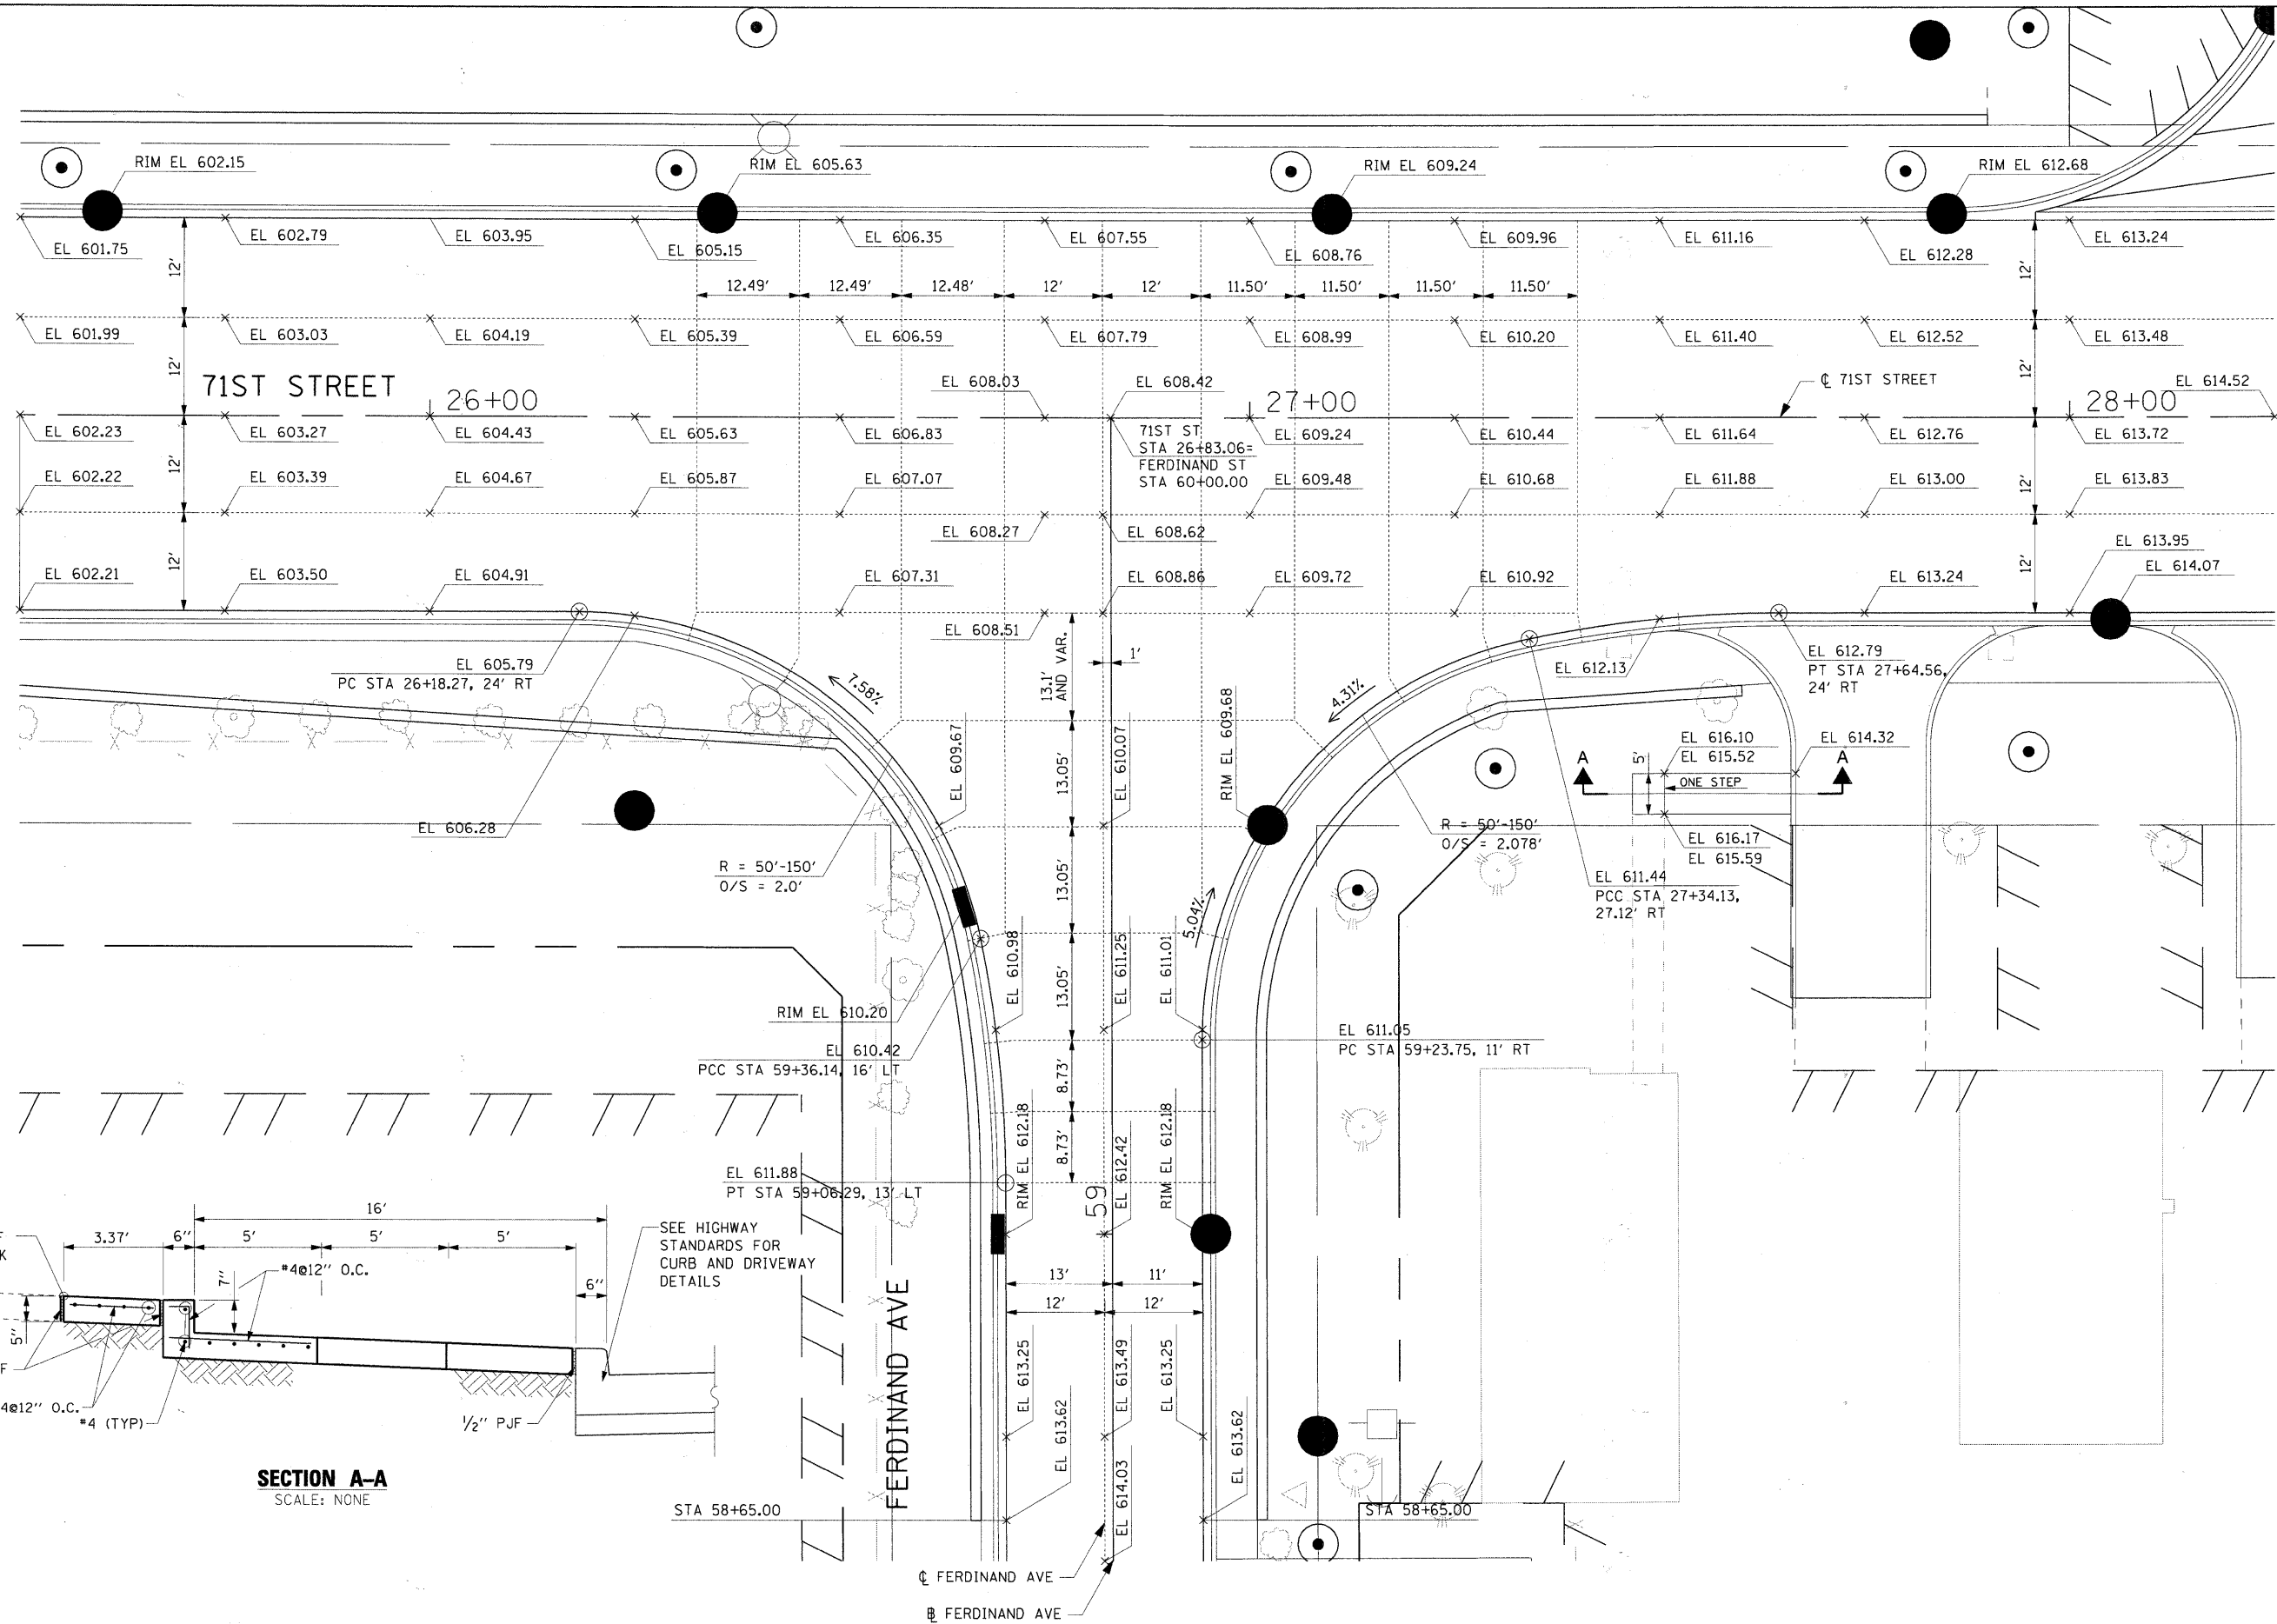 RIM EL 602.15
RIM EL 605.63
RIM EL 609.24
RIM EL 612.68
EL 601.75
EL 602.79
EL 603.95
EL 605.15
EL 606.35
EL 607.55
EL 608.76
EL 609.96
EL 611.16
EL 612.28
EL 613.24
12'
12'
12.49'
12.49'
12.48'
12'
12'
11.50'
11.50'
11.50'
11.50'
EL 601.99
EL 603.03
EL 604.19
EL 605.39
EL 606.59
EL 607.79
EL 608.99
EL 610.20
EL 611.40
EL 612.52
EL 613.48
12'
12'
71ST STREET
26+00
EL 608.03
EL 608.42
27+00
℄ 71ST STREET
28+00
EL 614.52
EL 602.23
EL 603.27
EL 604.43
EL 605.63
EL 606.83
71ST ST
STA 26+83.06=
FERDINAND ST
STA 60+00.00
EL 609.24
EL 610.44
EL 611.64
EL 612.76
EL 613.72
12'
12'
EL 602.22
EL 603.39
EL 604.67
EL 605.87
EL 607.07
EL 609.48
EL 610.68
EL 611.88
EL 613.00
EL 613.83
EL 608.27
EL 608.62
EL 613.95
12'
12'
EL 602.21
EL 603.50
EL 604.91
EL 607.31
EL 608.86
EL 609.72
EL 610.92
EL 613.24
EL 614.07
EL 608.51
EL 605.79
PC STA 26+18.27, 24' RT
7.58%
13.1'
AND VAR.
1'
4.31%
EL 612.13
EL 612.79
PT STA 27+64.56,
24' RT
EL 609.67
EL 610.07
RIM EL 609.68
EL 616.10
EL 615.52
EL 614.32
A
A
5'
ONE STEP
13.05'
EL 606.28
R = 50'-150'
O/S = 2.0'
R = 50'-150'
O/S = 2.078'
EL 616.17
EL 615.59
EL 611.44
PCC STA 27+34.13,
27.12' RT
13.05'
5.04%
EL 610.98
13.05'
EL 611.25
EL 611.01
RIM EL 610.20
EL 610.42
PCC STA 59+36.14, 16' LT
EL 611.05
PC STA 59+23.75, 11' RT
8.73'
8.73'
RIM EL 612.18
EL 612.42
RIM EL 612.18
EL 611.88
PT STA 59+06.29, 13' LT
59
16'
3.37'
6"
5'
5'
5'
SEE HIGHWAY
STANDARDS FOR
CURB AND DRIVEWAY
DETAILS
K
7"
#4@12" O.C.
6"
13'
11'
12'
12'
5"
F
4@12" O.C.
#4 (TYP)
1/2" PJF
FERDINAND AVE
EL 613.25
EL 613.49
EL 613.25
EL 613.62
EL 614.03
EL 613.62
SECTION A-A
SCALE: NONE
STA 58+65.00
STA 58+65.00
℄ FERDINAND AVE
B̲L FERDINAND AVE